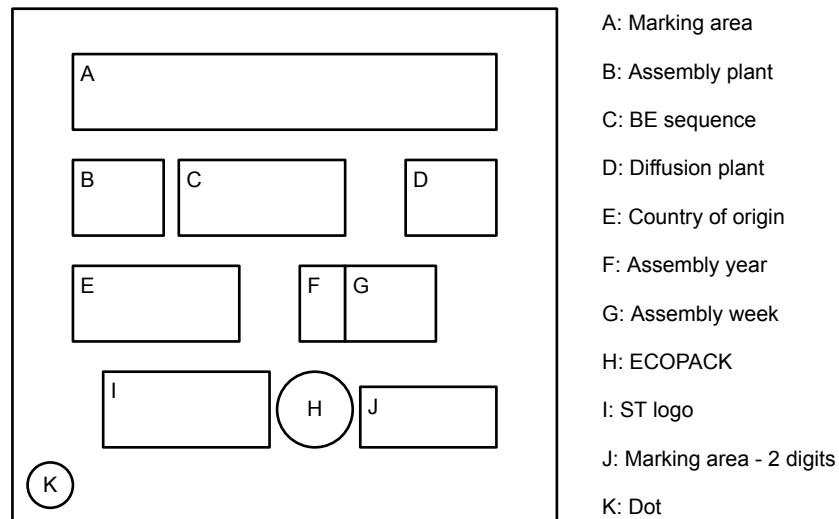 A
B
C
D
E
F
G
I
H
J
K
A: Marking area
B: Assembly plant
C: BE sequence
D: Diffusion plant
E: Country of origin
F: Assembly year
G: Assembly week
H: ECOPACK
I: ST logo
J: Marking area - 2 digits
K: Dot